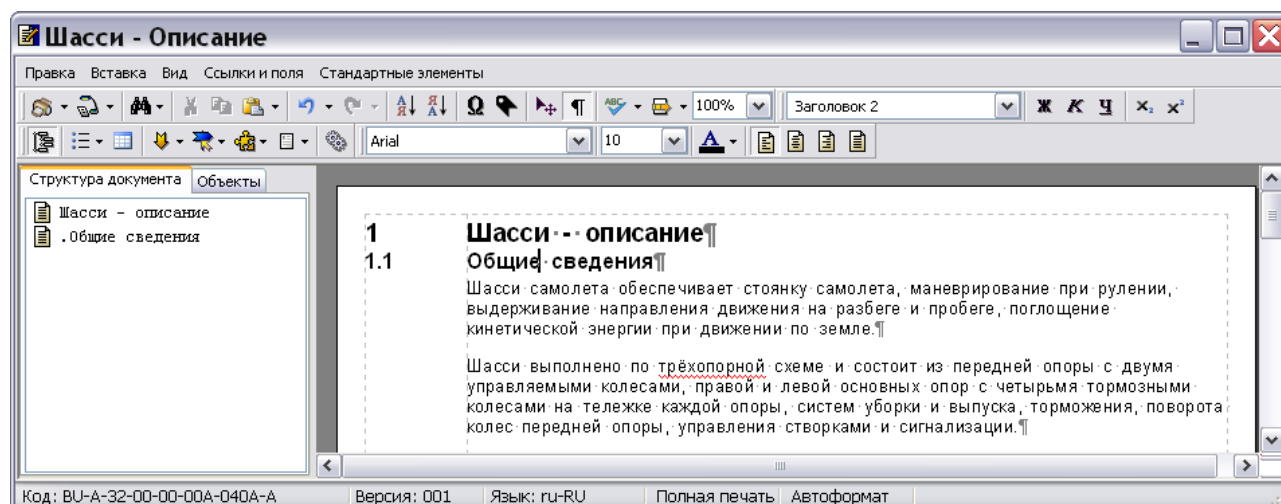 Шасси - Описание
Правка Вставка Вид Ссылки и поля Стандартные элементы
100% Заголовок 2 Ж К Ч × ₂ ײ
Arial 10 A
Структура документа Объекты
Шасси - описание
.Общие сведения
1 Шасси - описание¶
1.1 Общие сведения¶
Шасси самолета обеспечивает стоянку самолета, маневрирование при рулении,
выдерживание направления движения на разбеге и пробеге, поглощение
кинетической энергии при движении по земле.¶
Шасси выполнено по трёхопорной схеме и состоит из передней опоры с двумя
управляемыми колесами, правой и левой основных опор с четырьмя тормозными
колесами на тележке каждой опоры, систем уборки и выпуска, торможения, поворота
колес передней опоры, управления створками и сигнализации.¶
Код: BU-A-32-00-00-00A-040A-A Версия: 001 Язык: ru-RU Полная печать Автоформат